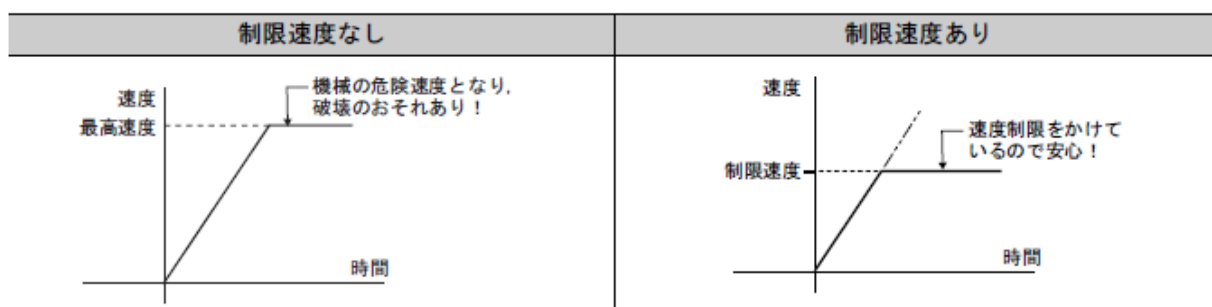 制限速度なし
制限速度あり
機械の危険速度となり,
破壊のおそれあり！
速度
最高速度
時間
速度
速度制限をかけて
いるので安心！
制限速度
時間